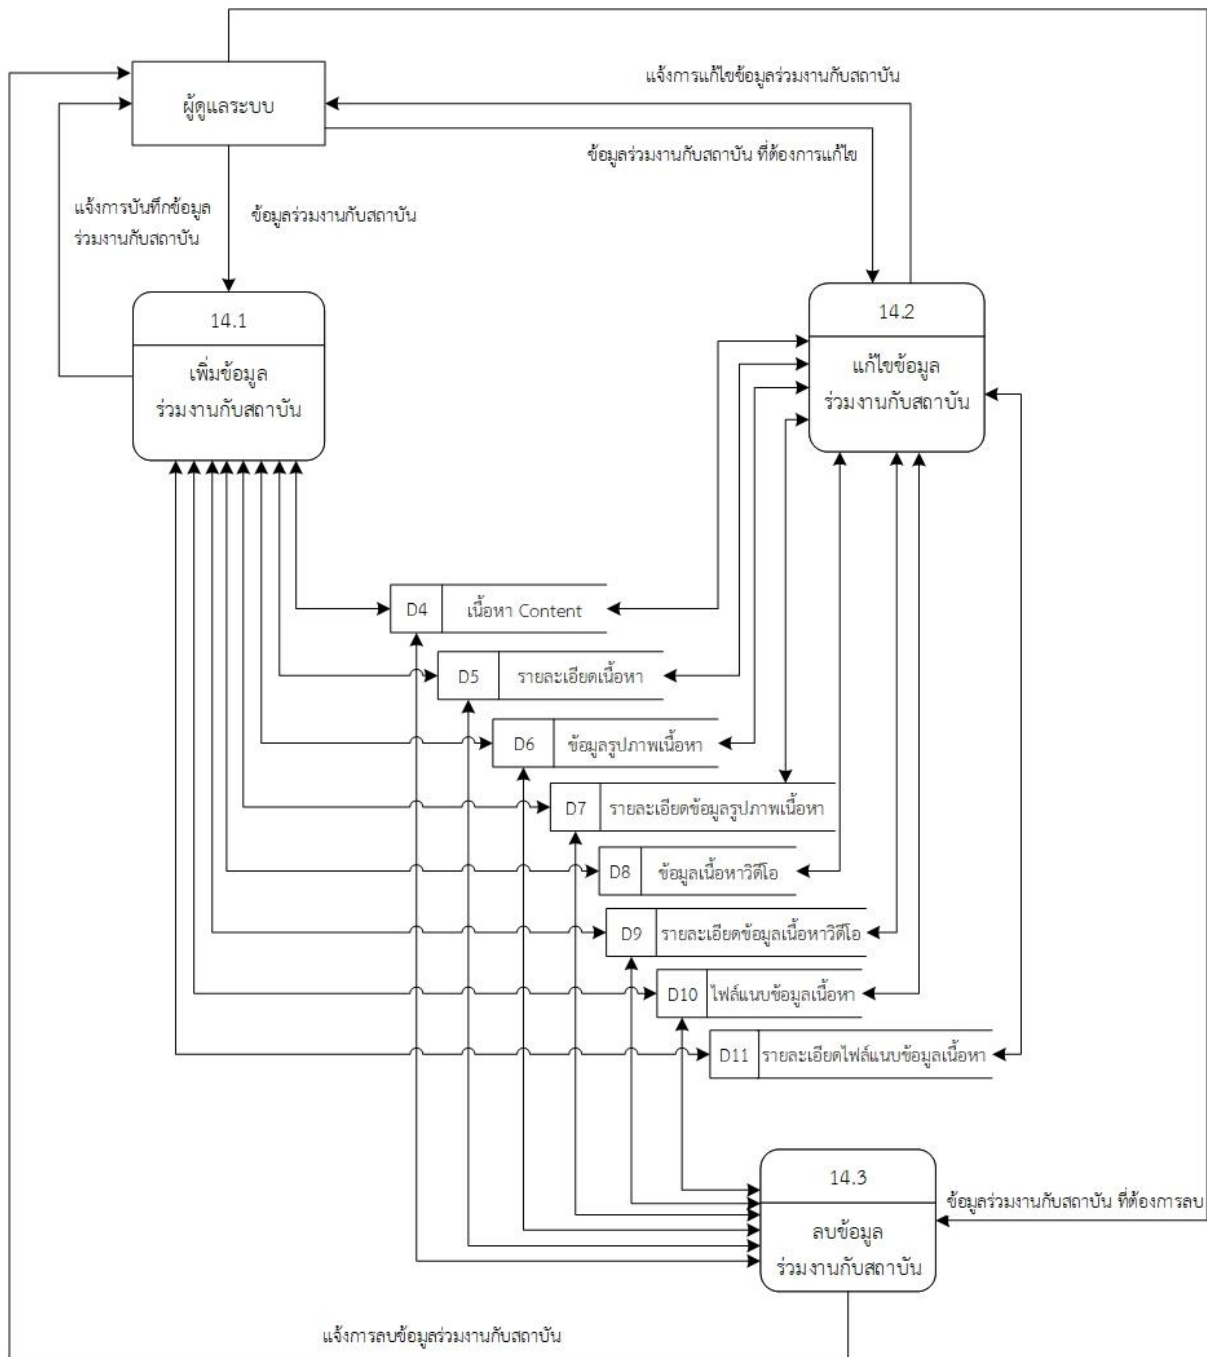 แจ้งการแก้ไขข้อมูลร่วมงานกับสถาบัน
ผู้ดูแลระบบ
ข้อมูลร่วมงานกับสถาบัน ที่ต้องการแก้ไข
แจ้งการบันทึกข้อมูล
ร่วมงานกับสถาบัน
ข้อมูลร่วมงานกับสถาบัน
14.1
เพิ่มข้อมูล
ร่วมงานกับสถาบัน
14.2
แก้ไขข้อมูล
ร่วมงานกับสถาบัน
D4 เนื้อหา Content
D5 รายละเอียดเนื้อหา
D6 ข้อมูลรูปภาพเนื้อหา
D7 รายละเอียดข้อมูลรูปภาพเนื้อหา
D8 ข้อมูลเนื้อหาวิดีโอ
D9 รายละเอียดข้อมูลเนื้อหาวิดีโอ
D10 ไฟล์แนบข้อมูลเนื้อหา
D11 รายละเอียดไฟล์แนบข้อมูลเนื้อหา
14.3
ลบข้อมูล
ร่วมงานกับสถาบัน
ข้อมูลร่วมงานกับสถาบัน ที่ต้องการลบ
แจ้งการลบข้อมูลร่วมงานกับสถาบัน